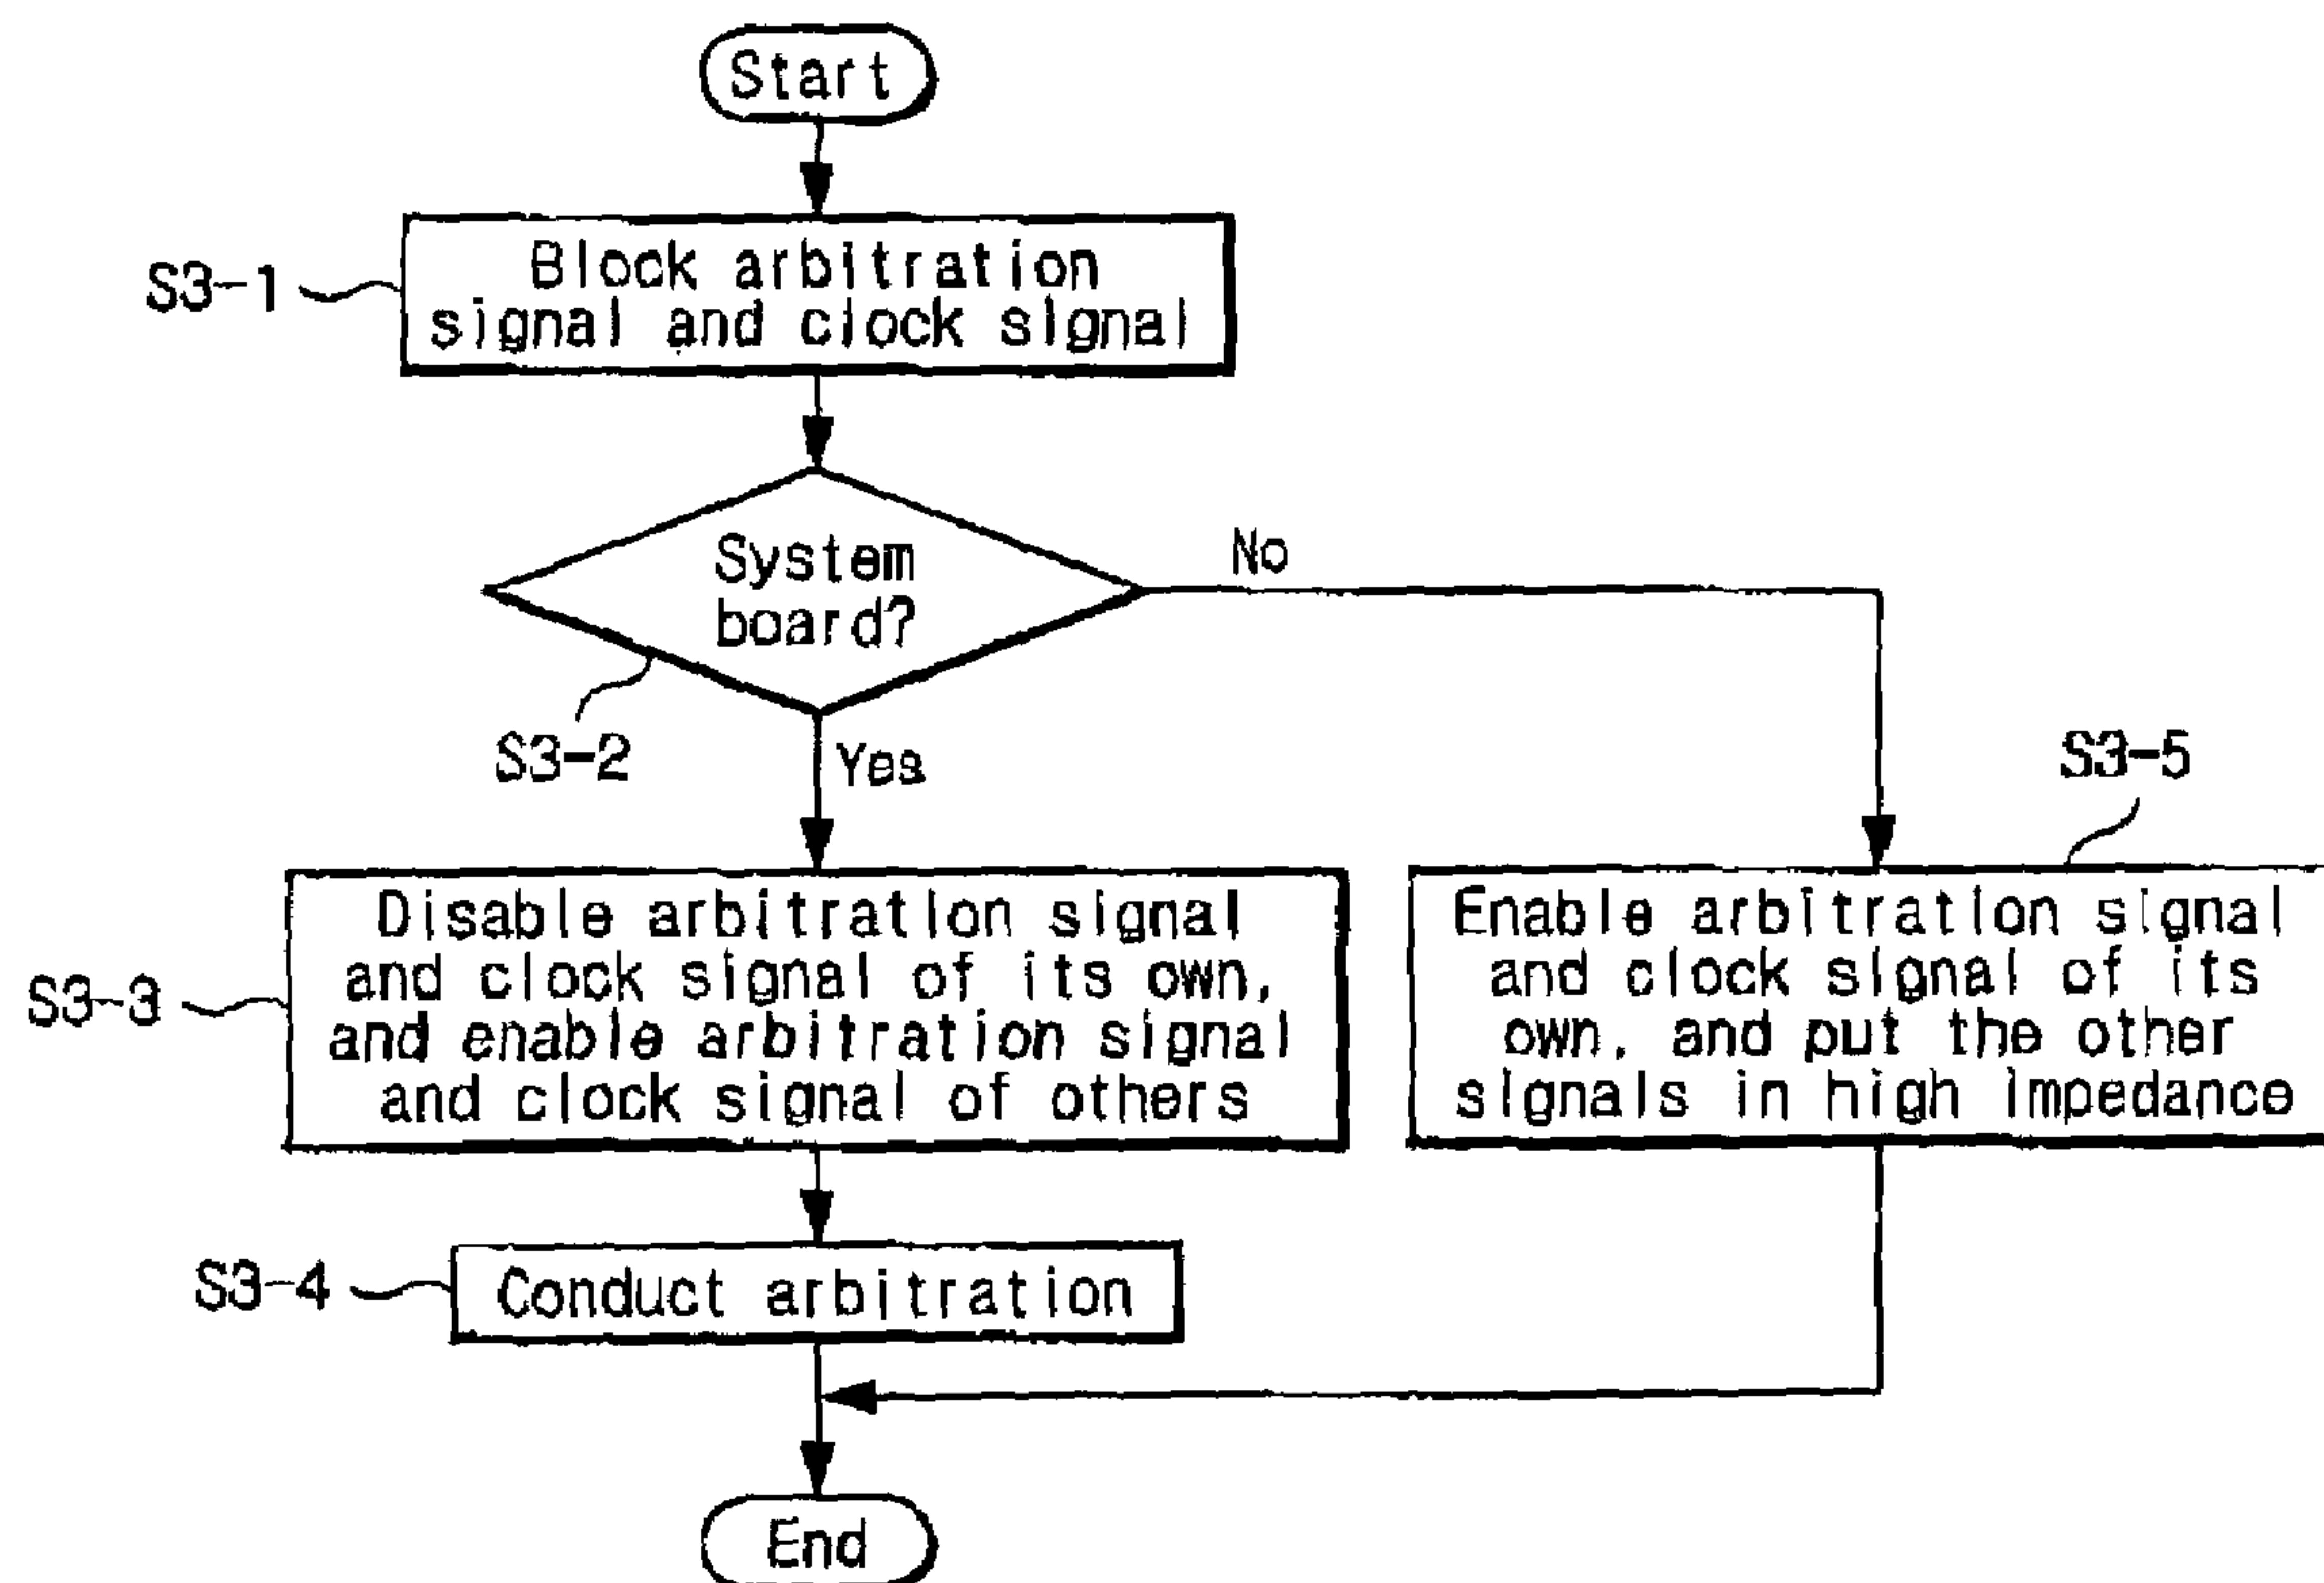 Start
S3-1
Block arbitration
signal and clock signal
System
board?
No
S3-2
Yes
S3-5
S3-3
Disable arbitration signal
and clock signal of its own,
and enable arbitration signal
and clock signal of others
Enable arbitration signal
and clock signal of its
own, and put the other
signals in high impedance
S3-4
Conduct arbitration
End